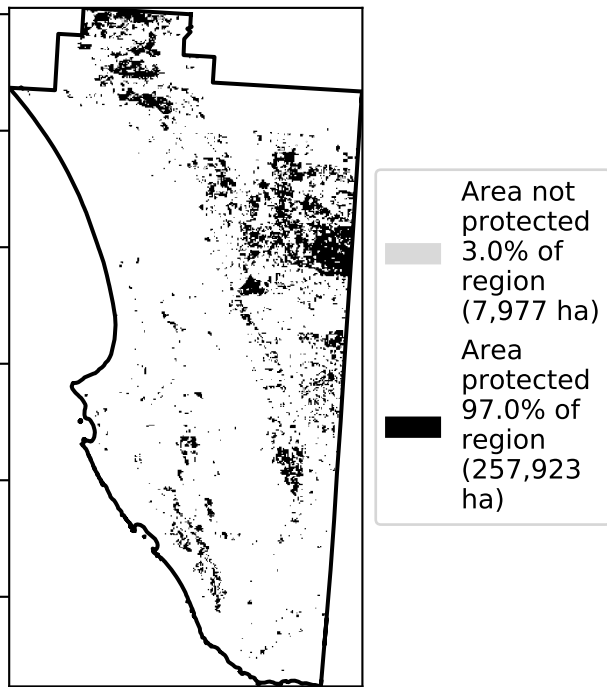 Area not
protected
3.0% of
region
(7,977 ha)
Area
protected
97.0% of
region
(257,923
ha)